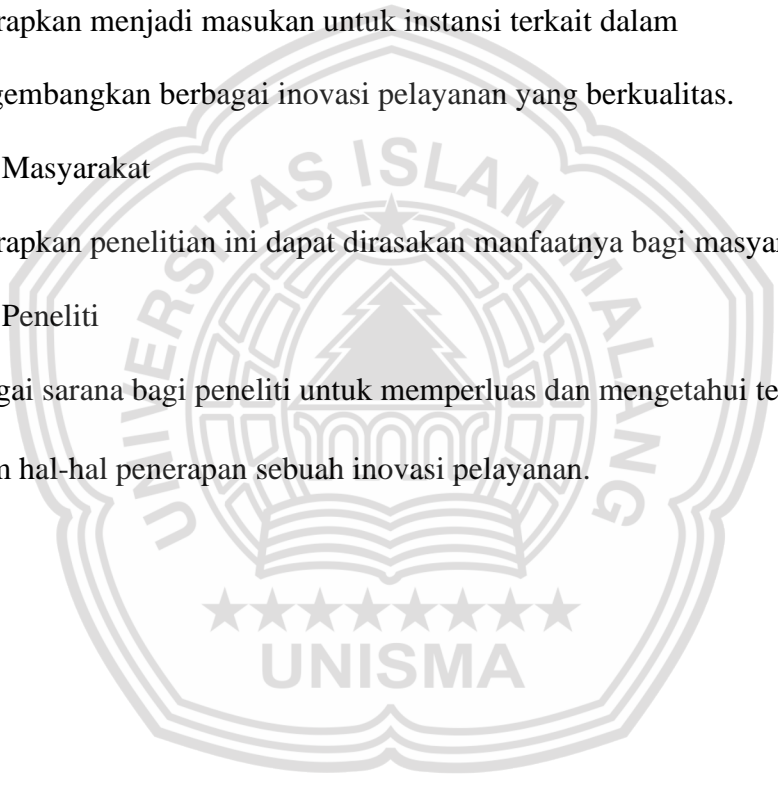 rapkan menjadi masukan untuk instansi terkait dalam
gembangkan berbagai inovasi pelayanan yang berkualitas.
Masyarakat
rapkan penelitian ini dapat dirasakan manfaatnya bagi masyar
Peneliti
gai sarana bagi peneliti untuk memperluas dan mengetahui te
n hal-hal penerapan sebuah inovasi pelayanan.
UNIVERSITAS ISLAM MALANG
UNISMA